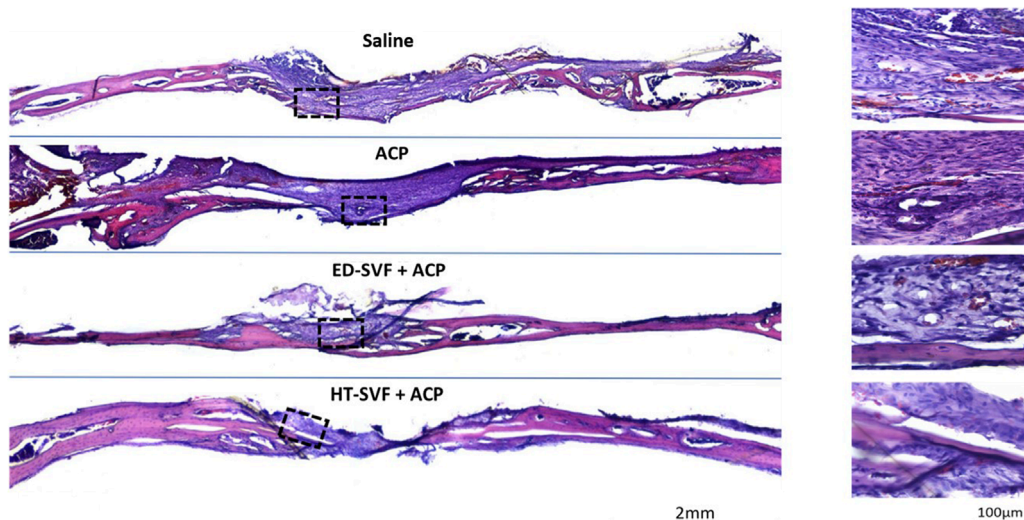 Saline
ACP
ED-SVF + ACP
HT-SVF + ACP
2mm
100μm